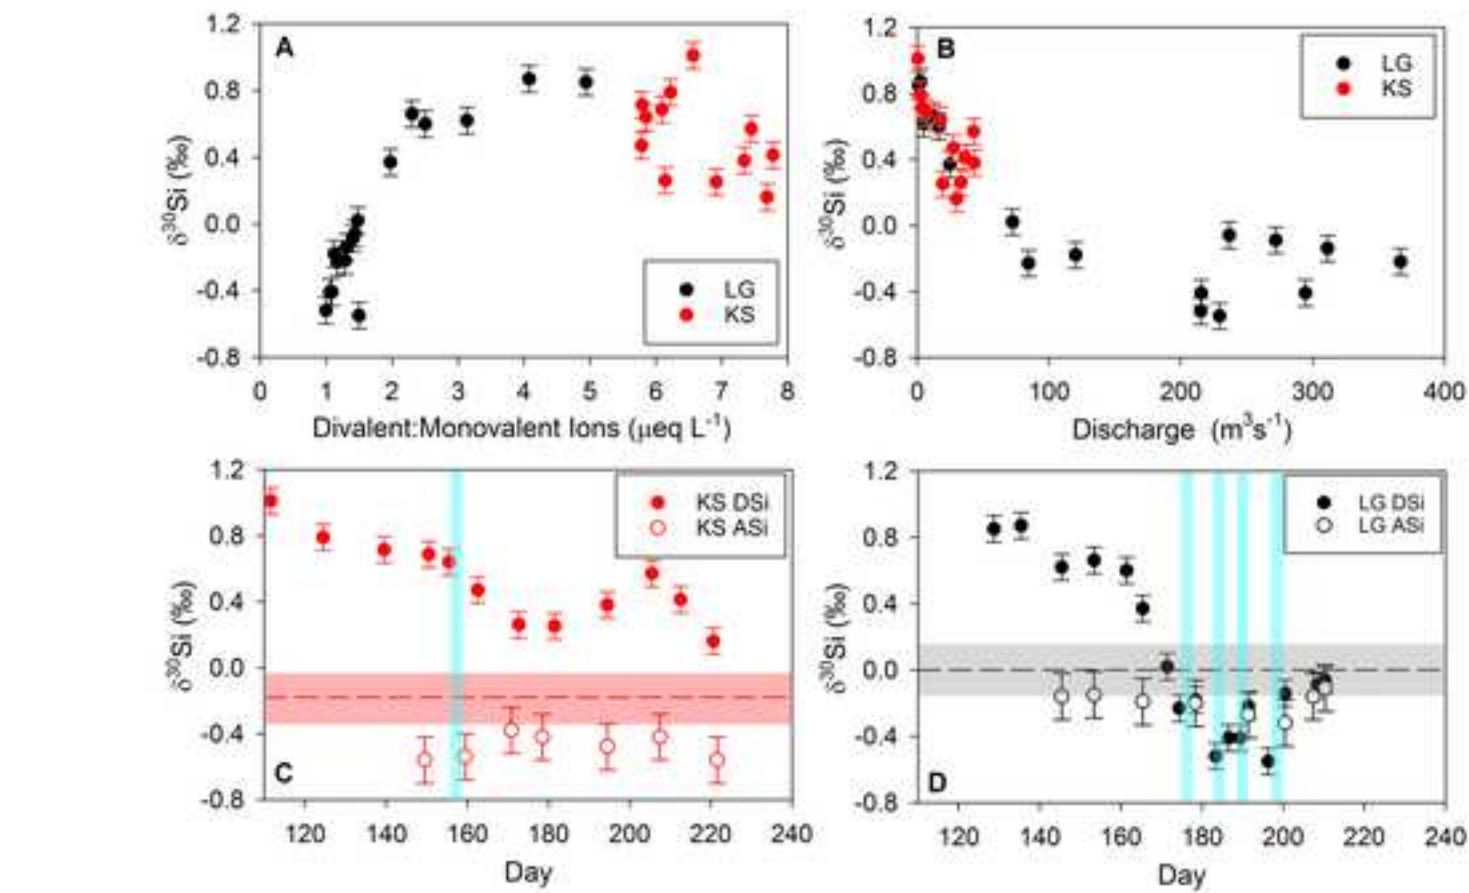 A
1.2
0.8
0.4
0.0
-0.4
-0.8
δ³⁰Si (‰)
LG
KS
0 1 2 3 4 5 6 7 8
Divalent:Monovalent Ions (μeq L⁻¹)
B
1.2
0.8
0.4
0.0
-0.4
-0.8
δ³⁰Si (‰)
LG
KS
0 100 200 300 400
Discharge (m³s⁻¹)
1.2
0.8
0.4
0.0
-0.4
-0.8
δ³⁰Si (‰)
KS DSi
KS ASi
C
120 140 160 180 200 220 240
Day
1.2
0.8
0.4
0.0
-0.4
-0.8
δ³⁰Si (‰)
LG DSi
LG ASi
D
120 140 160 180 200 220 240
Day